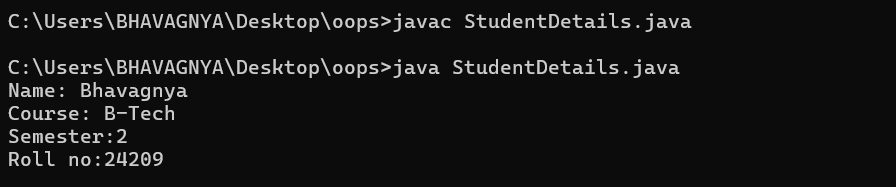 C:\Users\BHAVAGNYA\Desktop\oops>javac StudentDetails.java
C:\Users\BHAVAGNYA\Desktop\oops>java StudentDetails.java
Name: Bhavagnya
Course: B-Tech
Semester:2
Roll no:24209